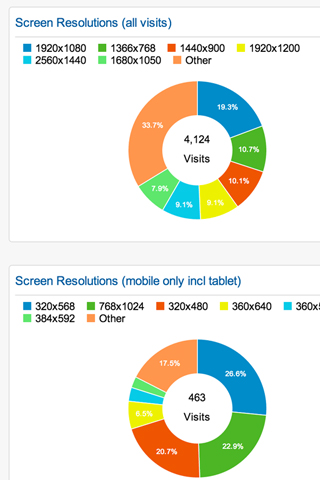 Screen Resolutions (all visits)
1920x1080 1366x768 1440x900 1920x1200
2560x1440 1680x1050 Other
19.3%
33.7%
4,124
10.7%
Visits
10.1%
7.9%
9.1%
9.1%
Screen Resolutions (mobile only incl tablet)
320x568 768x1024 320x480 360x640
384x592 Other
17.5%
26.6%
463
6.5%
Visits
20.7%
22.9%